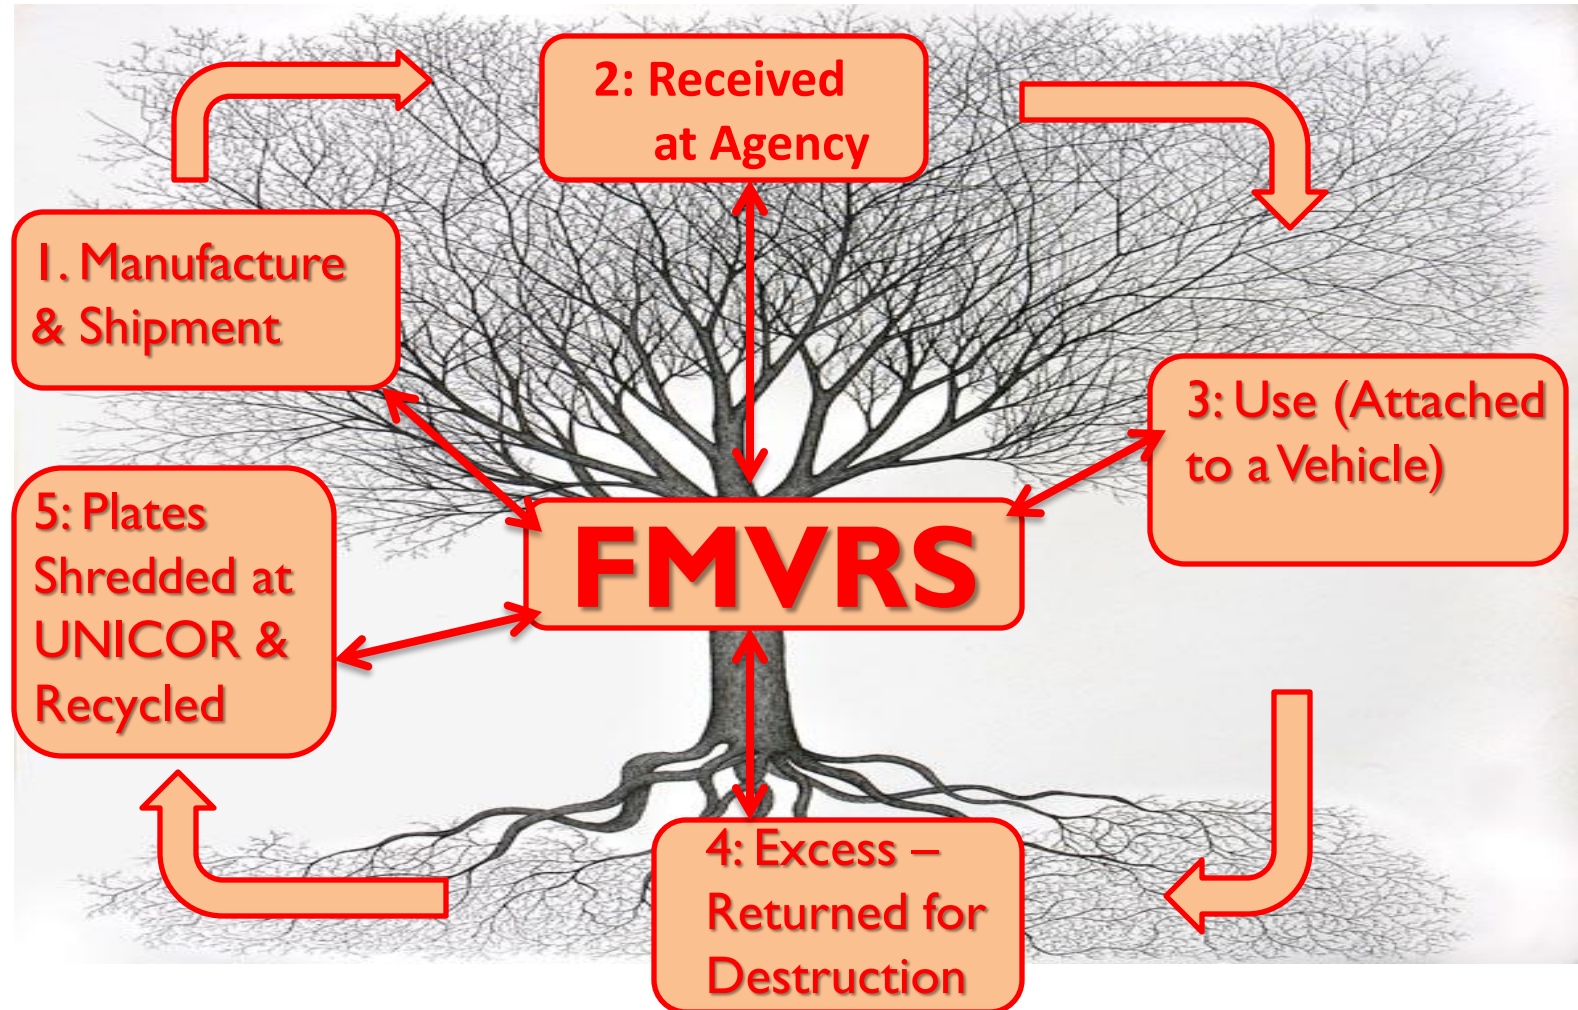 2: Received
at Agency
1. Manufacture
& Shipment
3: Use (Attached
to a Vehicle)
5: Plates
Shredded at
UNICOR &
Recycled
FMVRS
4: Excess –
Returned for
Destruction